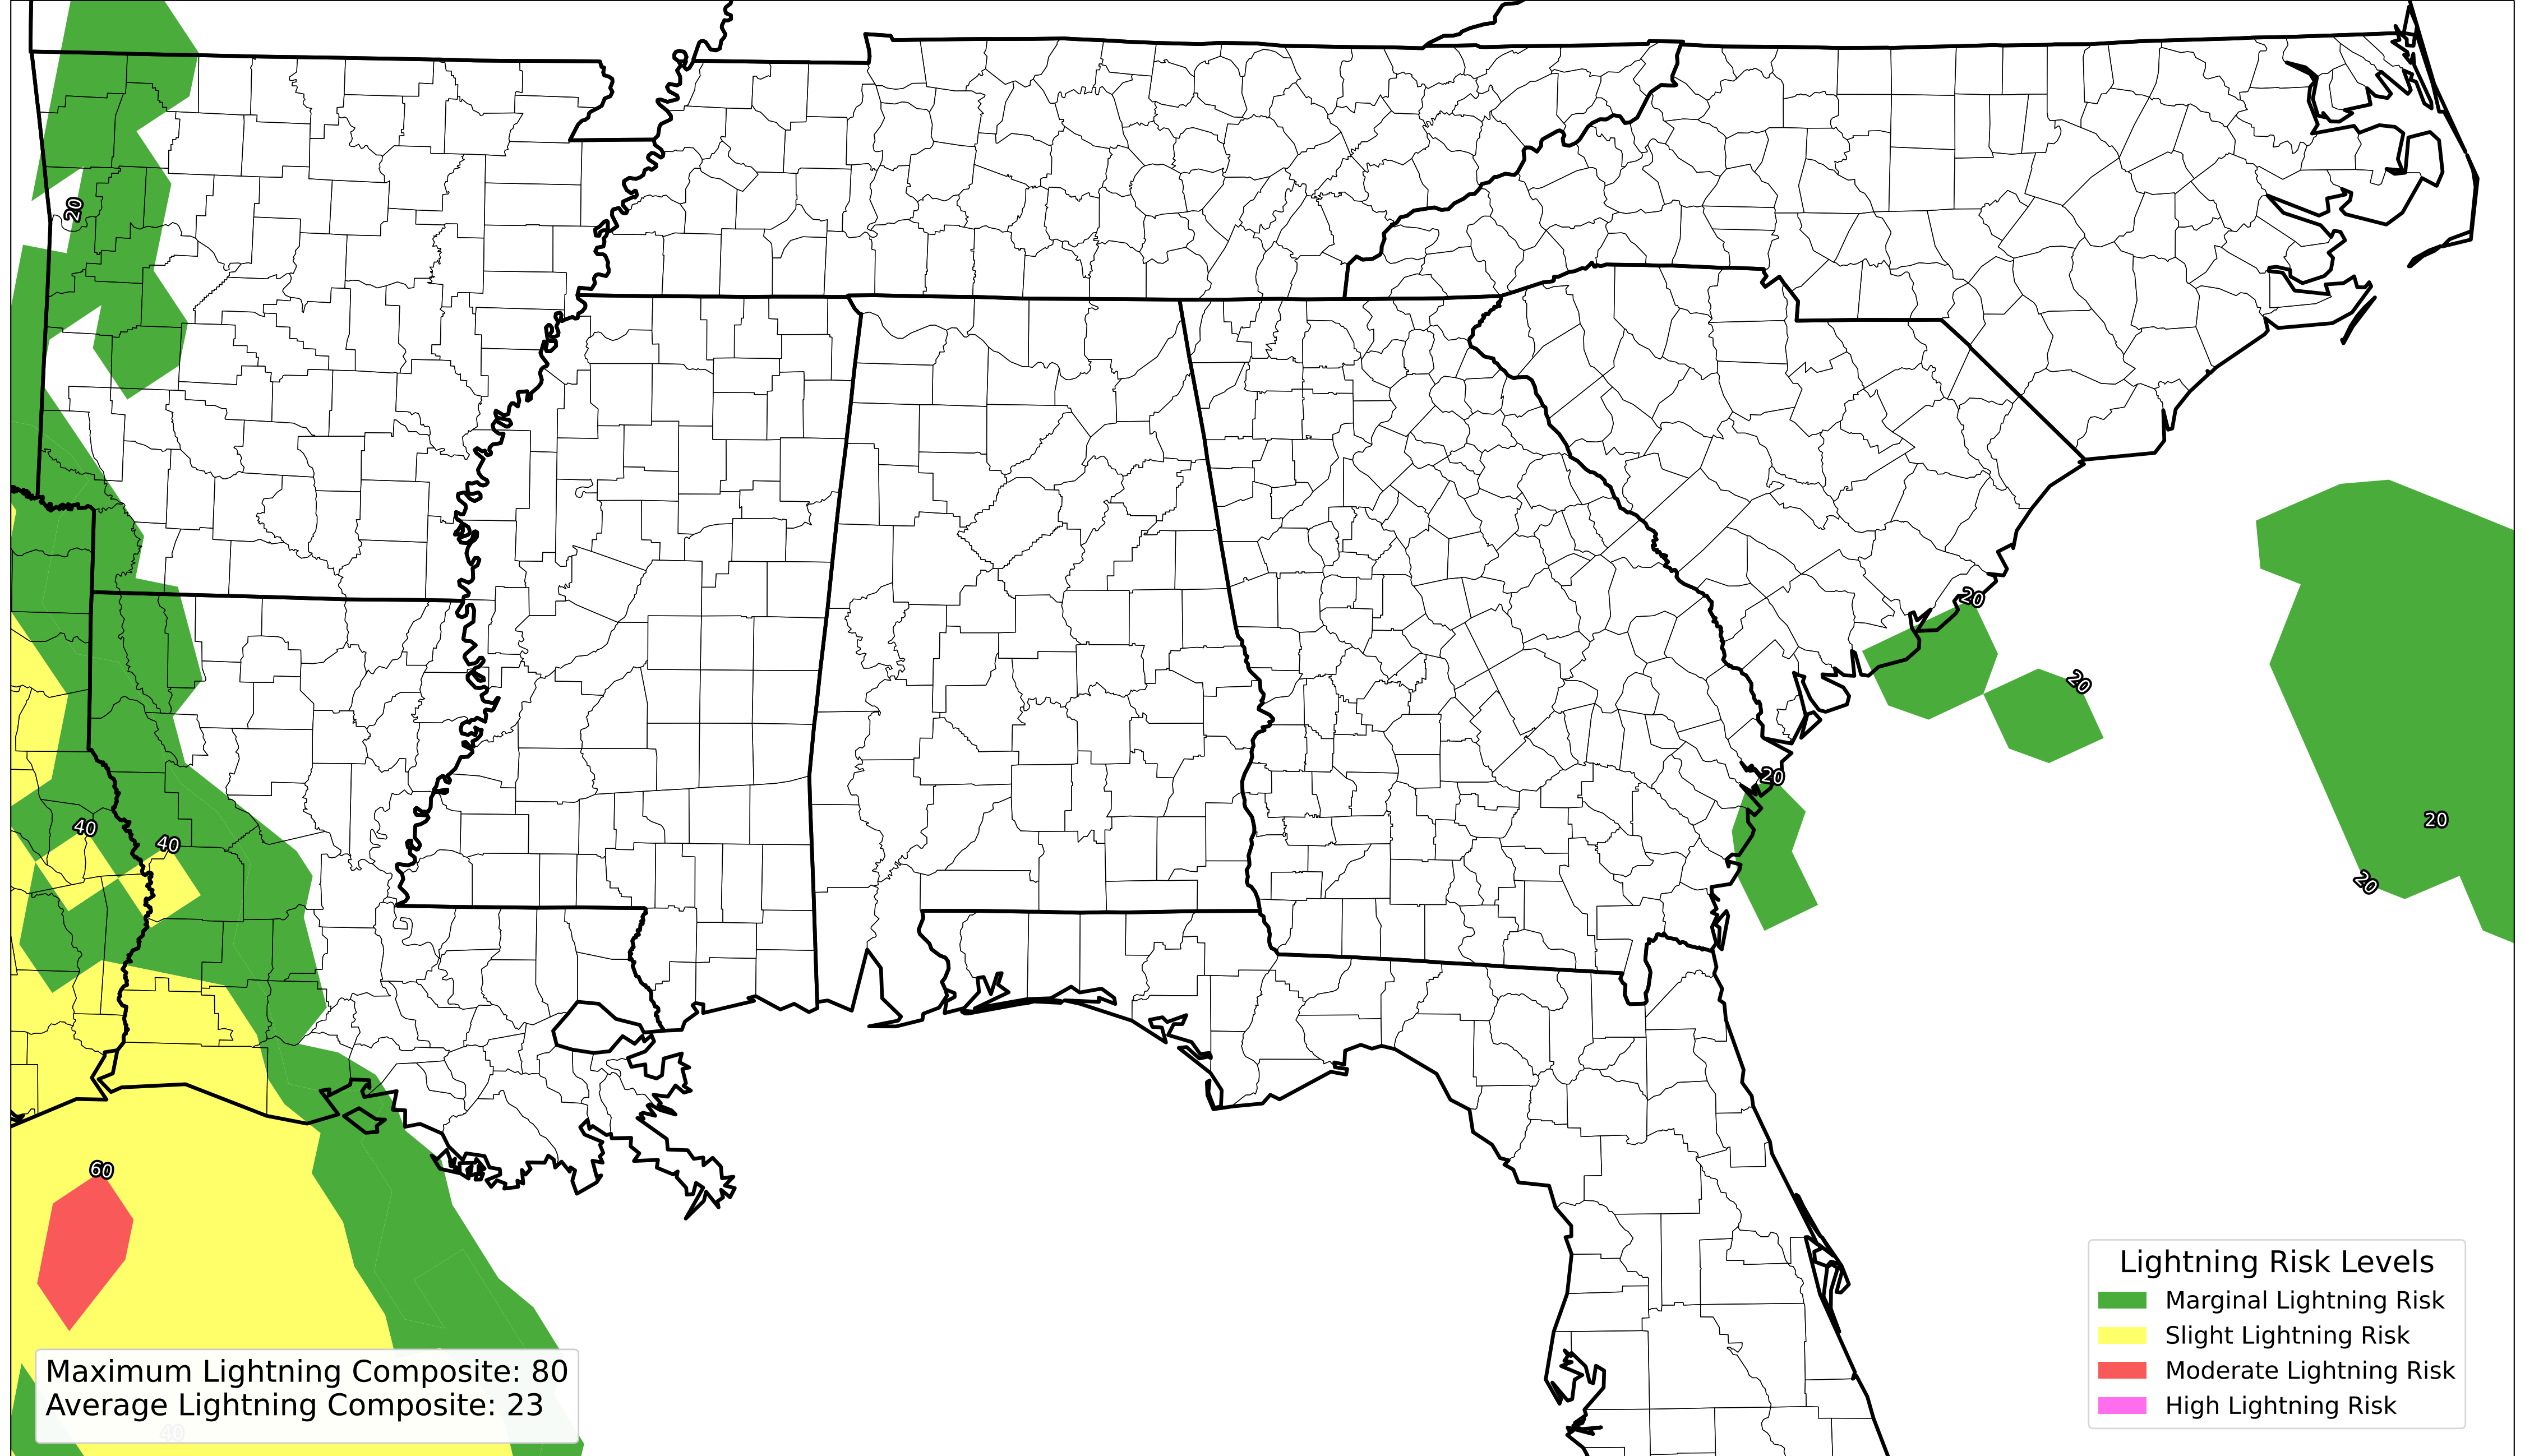 20
20
20
20
40
40
20
20
60
Lightning Risk Levels
Marginal Lightning Risk
Slight Lightning Risk
Moderate Lightning Risk
High Lightning Risk
Maximum Lightning Composite: 80
Average Lightning Composite: 23
40